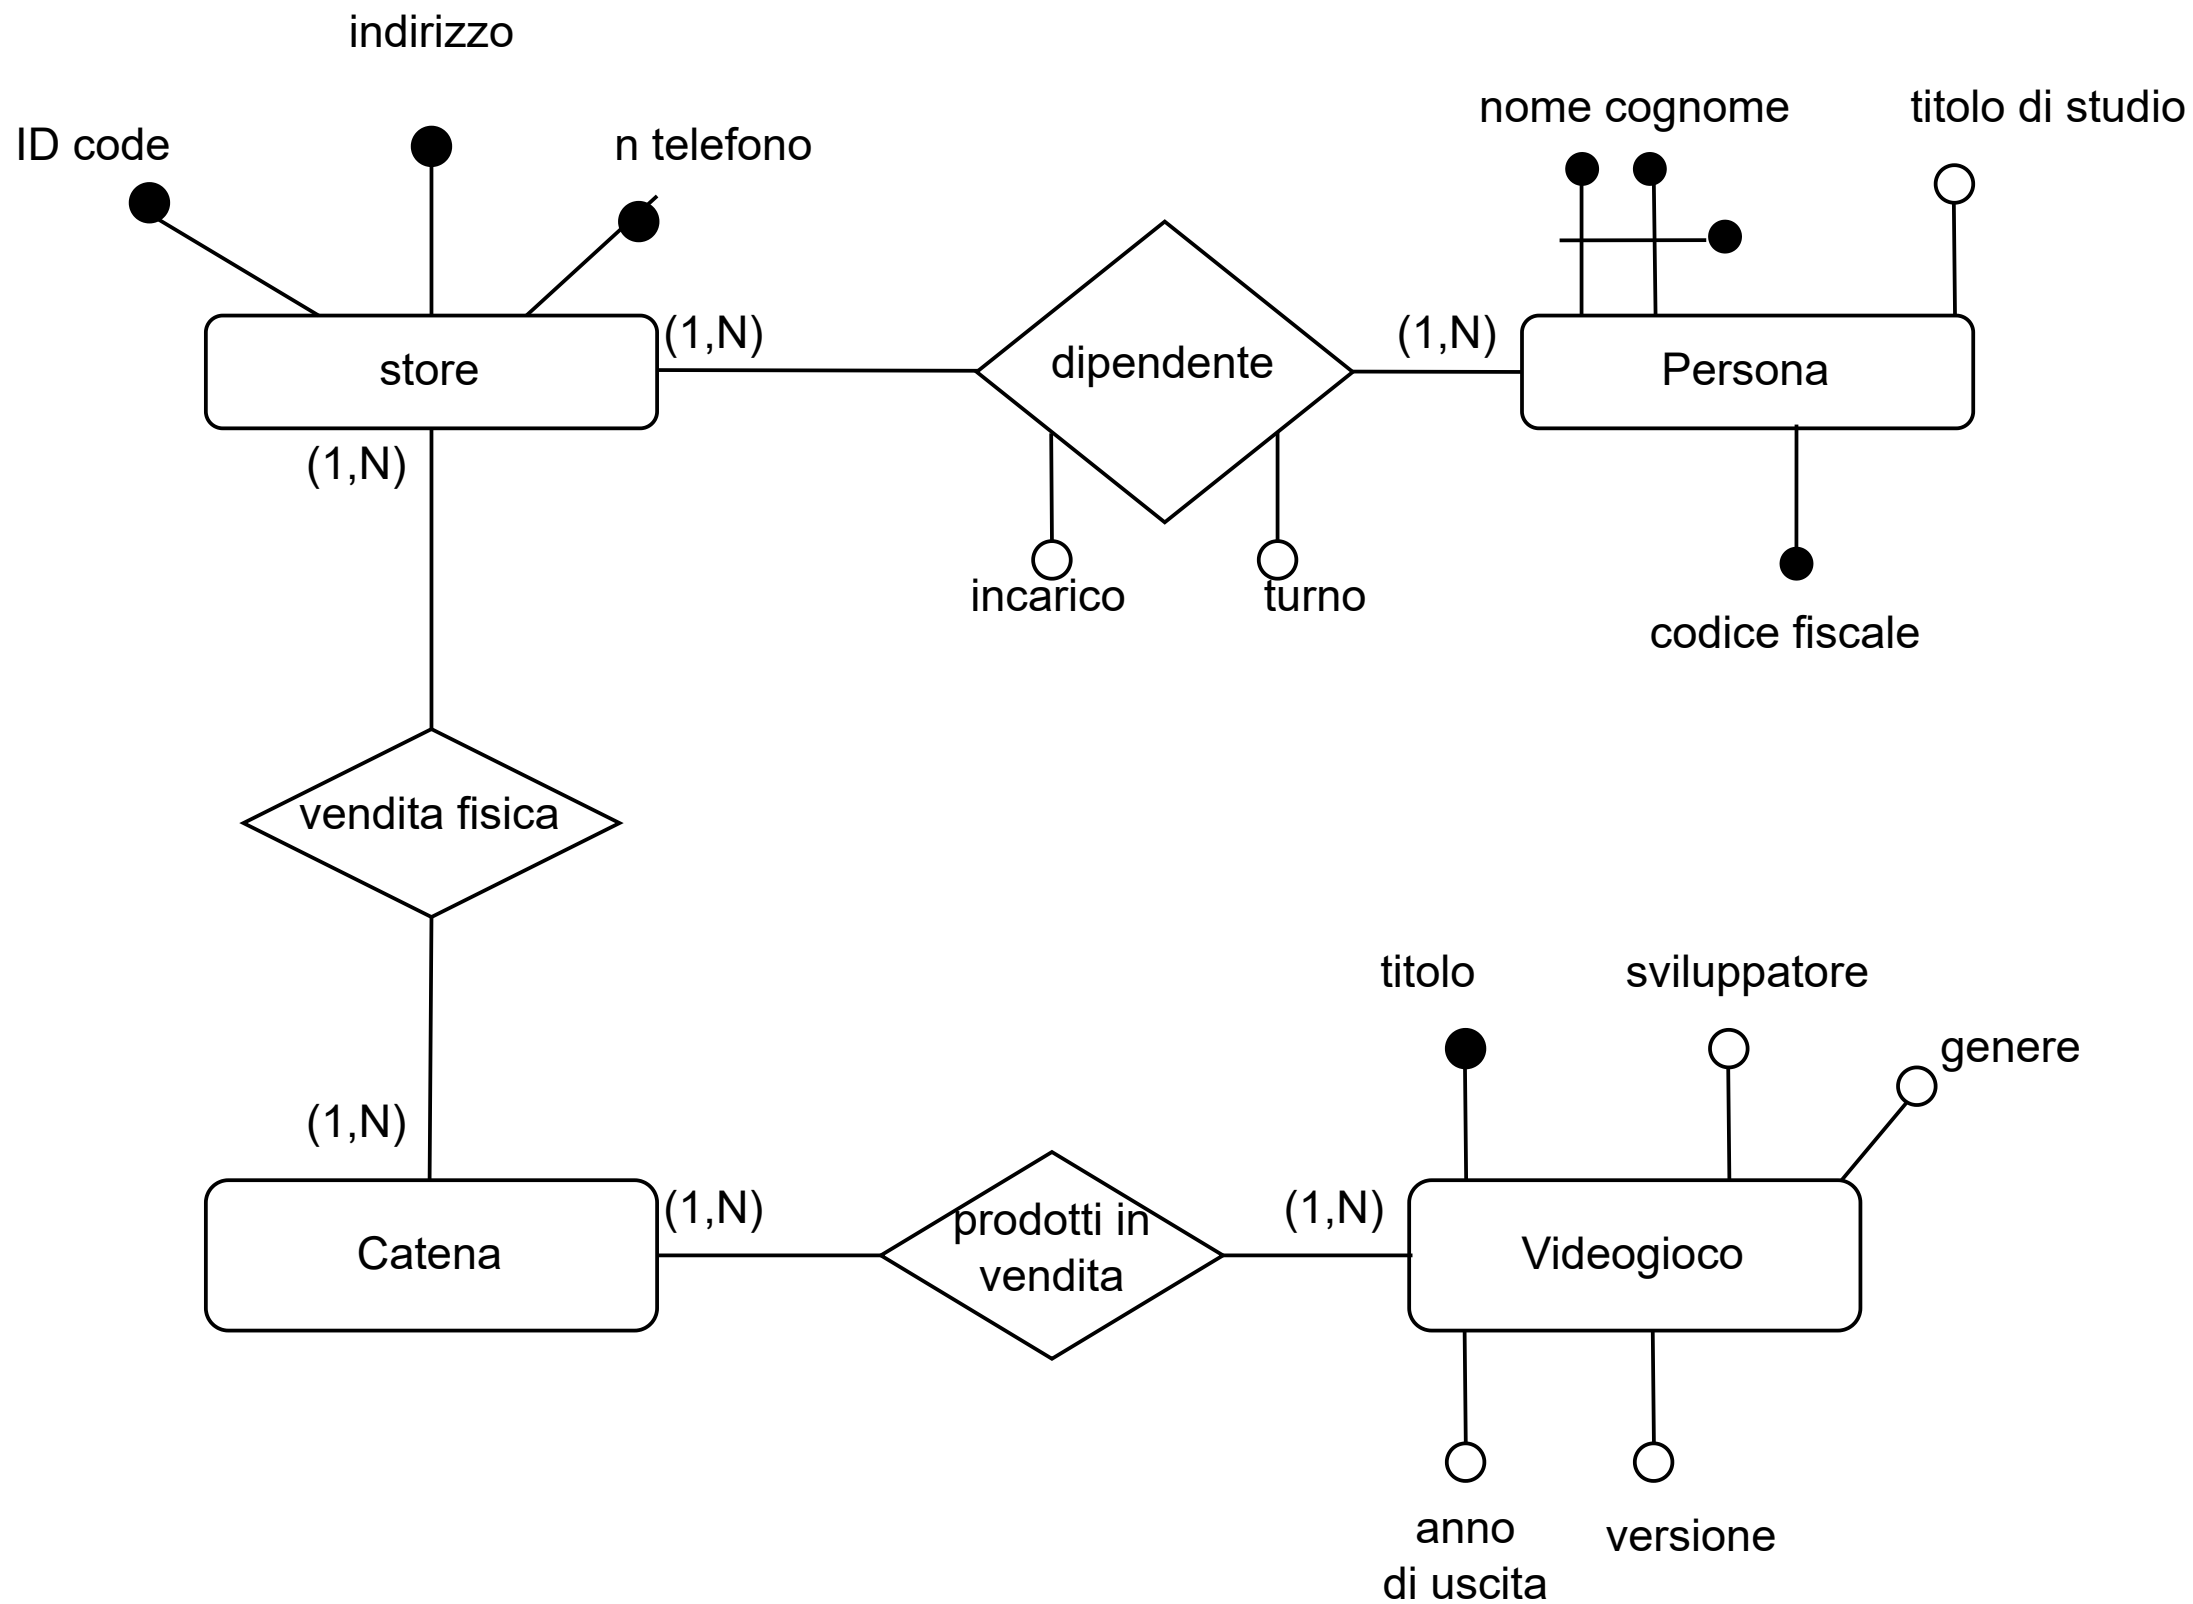 indirizzo
ID code
n telefono
nome cognome
titolo di studio
store
(1,N)
dipendente
(1,N)
Persona
(1,N)
incarico
turno
codice fiscale
vendita fisica
titolo
sviluppatore
genere
(1,N)
Catena
(1,N)
prodotti in
vendita
(1,N)
Videogioco
anno
di uscita
versione